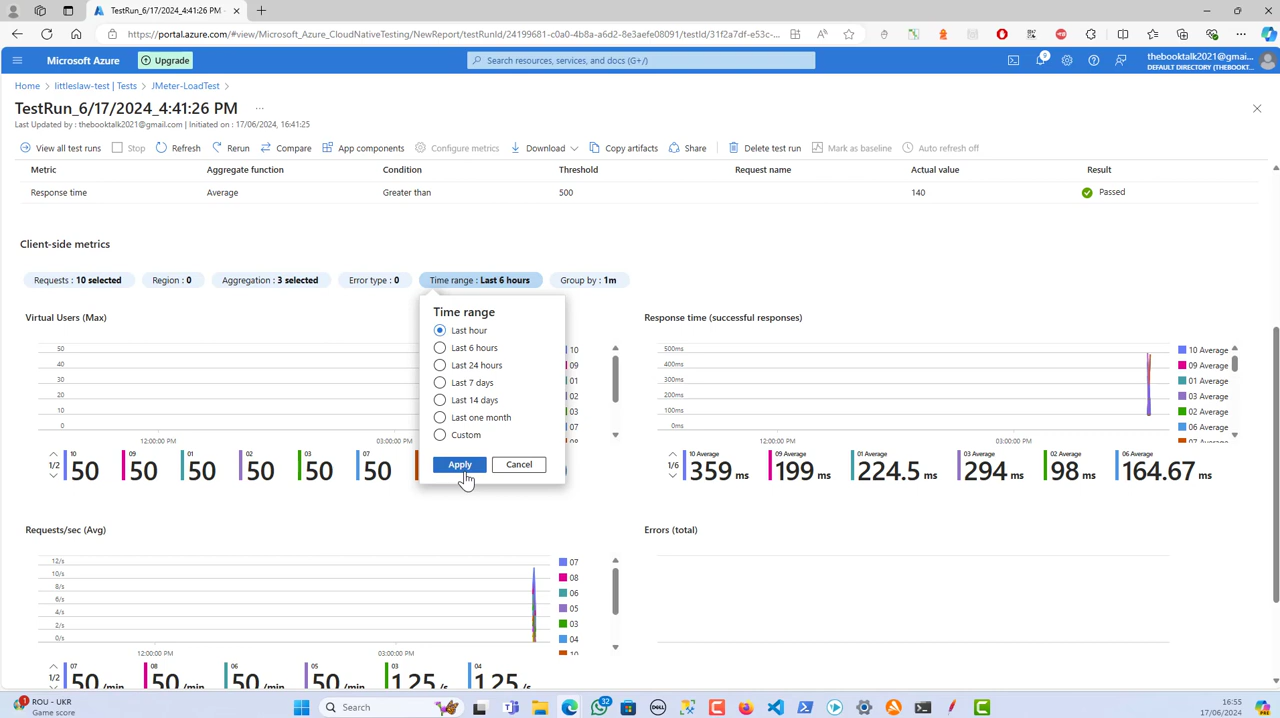 TestRun_6/17/2024_4:41:26 PM -
https://portal.azure.com/#view/Microsoft_Azure_CloudNativeTesting/NewReport/testRunId/24199681-c0a0-4b8a-a6d2-8e3aefe08091/testId/31f2a7df-e53c-...
Microsoft Azure
Upgrade
Search resources, services, and docs (G+/)
9
thebooktalk2021@gmai...
DEFAULT DIRECTORY (THEBOOKT...
Home > littleslaw-test | Tests > JMeter-LoadTest >
TestRun_6/17/2024_4:41:26 PM ...
Last Updated by : thebooktalk2021@gmail.com | Initiated on : 17/06/2024, 16:41:25
View all test runs Stop Refresh Rerun Compare App components Configure metrics Download Copy artifacts Share Delete test run Mark as baseline Auto refresh off
Metric Aggregate function Condition Threshold Request name Actual value Result
Response time Average Greater than 500 140 Passed
Client-side metrics
Requests : 10 selected Region : 0 Aggregation : 3 selected Error type : 0 Time range : Last 6 hours Group by : 1m
Time range
Last hour
Last 6 hours
Last 24 hours
Last 7 days
Last 14 days
Last one month
Custom
Apply Cancel
Virtual Users (Max)
50
40
30
20
10
0
12:00:00 PM 03:00:00 PM
10
09
01
02
03
07
08
1/2
10 50
09 50
01 50
02 50
03 50
07 50
Response time (successful responses)
500ms
400ms
300ms
200ms
100ms
0ms
12:00:00 PM 03:00:00 PM
10 Average
09 Average
01 Average
03 Average
02 Average
06 Average
07 Average
1/6
10 Average 359 ms
09 Average 199 ms
01 Average 224.5 ms
03 Average 294 ms
02 Average 98 ms
06 Average 164.67 ms
Requests/sec (Avg)
12/s
10/s
8/s
6/s
4/s
2/s
0/s
12:00:00 PM 03:00:00 PM
07
08
06
05
03
04
10
1/2
07 50 /min
08 50 /min
06 50 /min
05 50 /min
03 1.25 /s
04 1.25 /s
Errors (total)
1
ROU - UKR
Game score
Search
32
DELL
16:55
17/06/2024